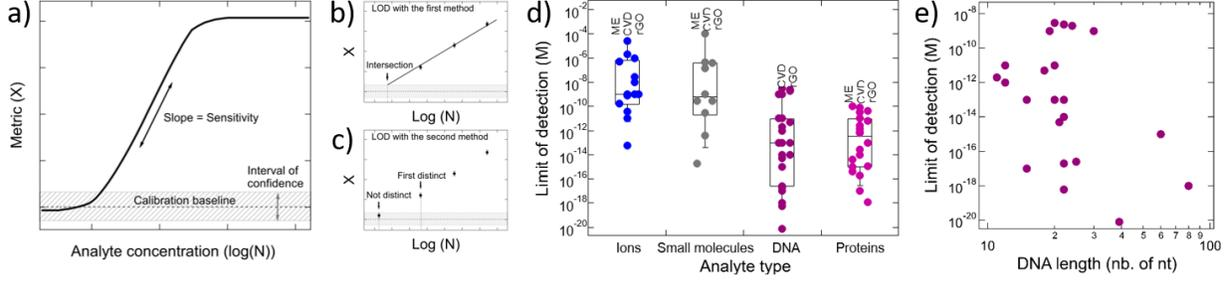 a)
Metric (X)
Slope = Sensitivity
Interval of
confidence
Calibration baseline
Analyte concentration (log(N))
b)
LOD with the first method
X
Intersection
Log (N)
c)
LOD with the second method
X
First distinct
Not distinct
Log (N)
d)
Limit of detection (M)
10⁻²
10⁻⁴
10⁻⁶
10⁻⁸
10⁻¹⁰
10⁻¹²
10⁻¹⁴
10⁻¹⁶
10⁻¹⁸
10⁻²⁰
ME
CVD
rGO
ME
CVD
rGO
CVD
rGO
ME
CVD
rGO
Ions
Small molecules
DNA
Proteins
Analyte type
e)
Limit of detection (M)
10⁻⁸
10⁻¹⁰
10⁻¹²
10⁻¹⁴
10⁻¹⁶
10⁻¹⁸
10⁻²⁰
10 2 3 4 5 6 7 8 9 100
DNA length (nb. of nt)